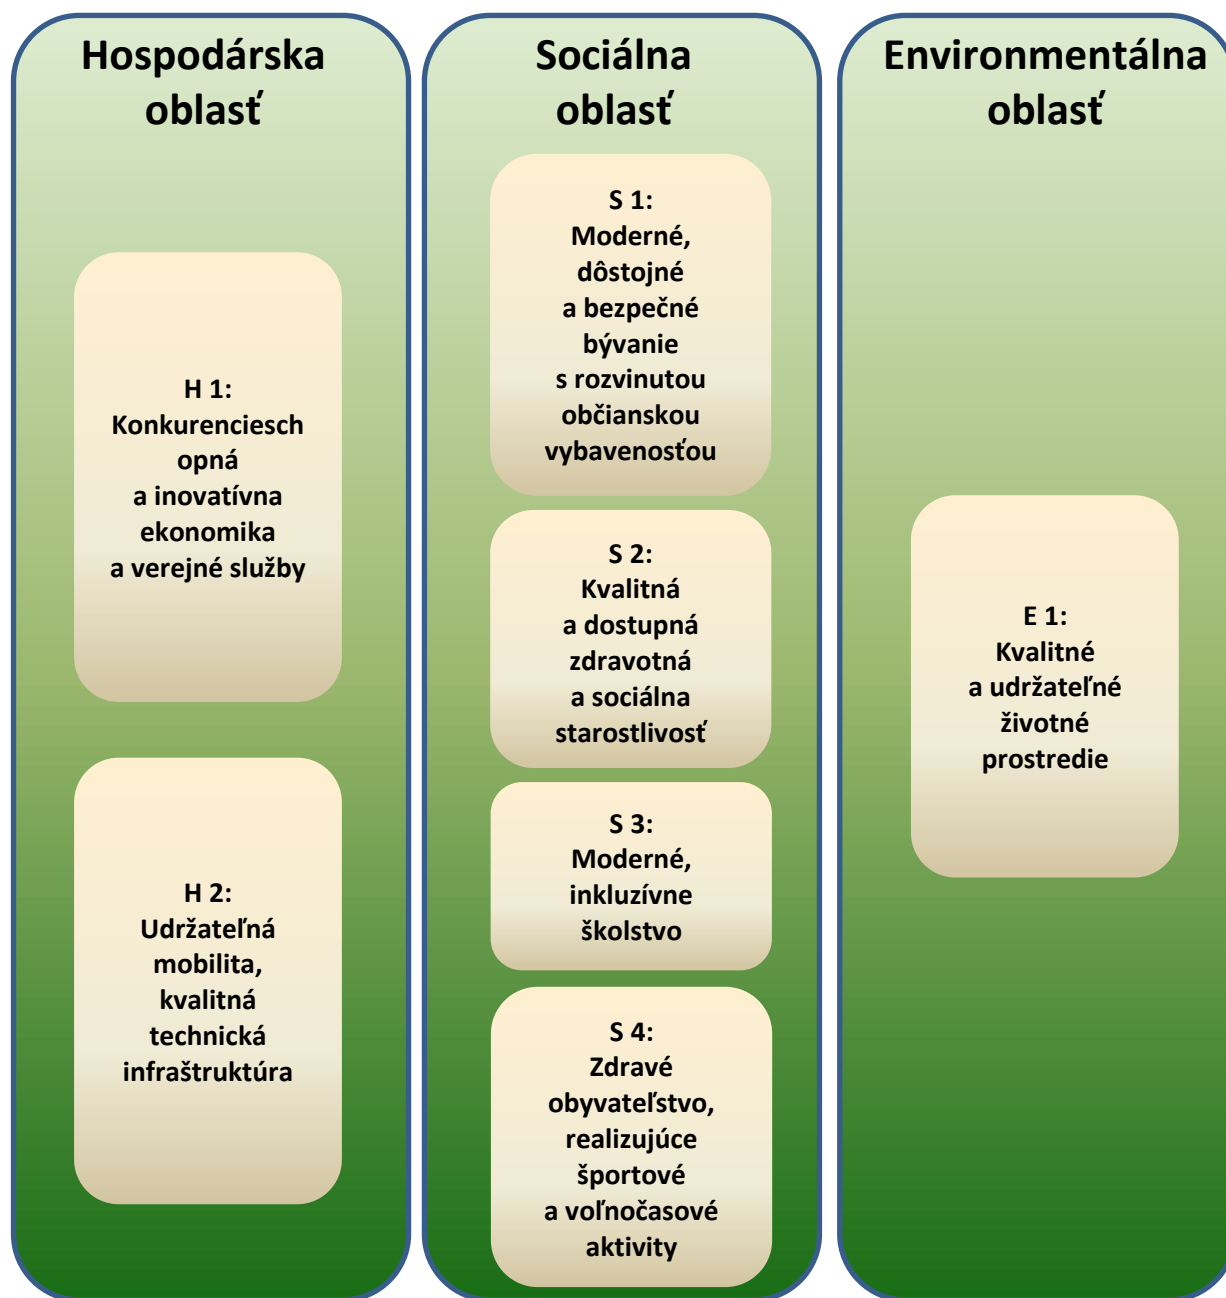 Hospodárska
oblasť
H 1:
Konkurenciesch
opná
a inovatívna
ekonomika
a verejné služby
H 2:
Udržateľná
mobilita,
kvalitná
technická
infraštruktúra
Sociálna
oblasť
S 1:
Moderné,
dôstojné
a bezpečné
bývanie
s rozvinutou
občianskou
vybavenosťou
S 2:
Kvalitná
a dostupná
zdravotná
a sociálna
starostlivosť
S 3:
Moderné,
inkluzívne
školstvo
S 4:
Zdravé
obyvateľstvo,
realizujúce
športové
a voľnočasové
aktivity
Environmentálna
oblasť
E 1:
Kvalitné
a udržateľné
životné
prostredie